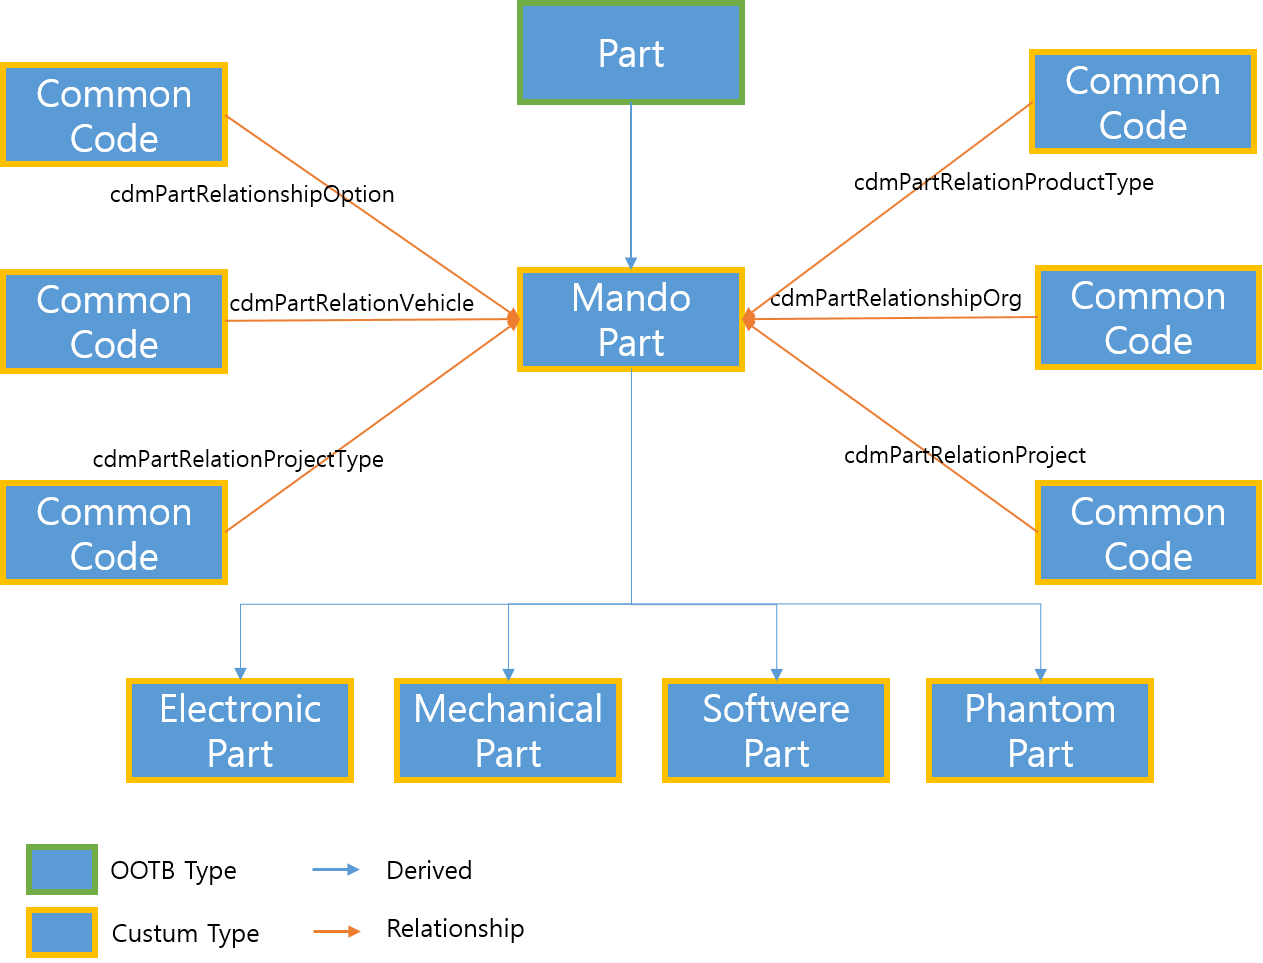 Part
Common
Code
Common
Code
cdmPartRelationshipOption
cdmPartRelationProductType
Common
Code
cdmPartRelationVehicle
Mando
Part
cdmPartRelationshipOrg
Common
Code
cdmPartRelationProjectType
cdmPartRelationProject
Common
Code
Common
Code
Electronic
Part
Mechanical
Part
Softwere
Part
Phantom
Part
OOTB Type
Derived
Custum Type
Relationship